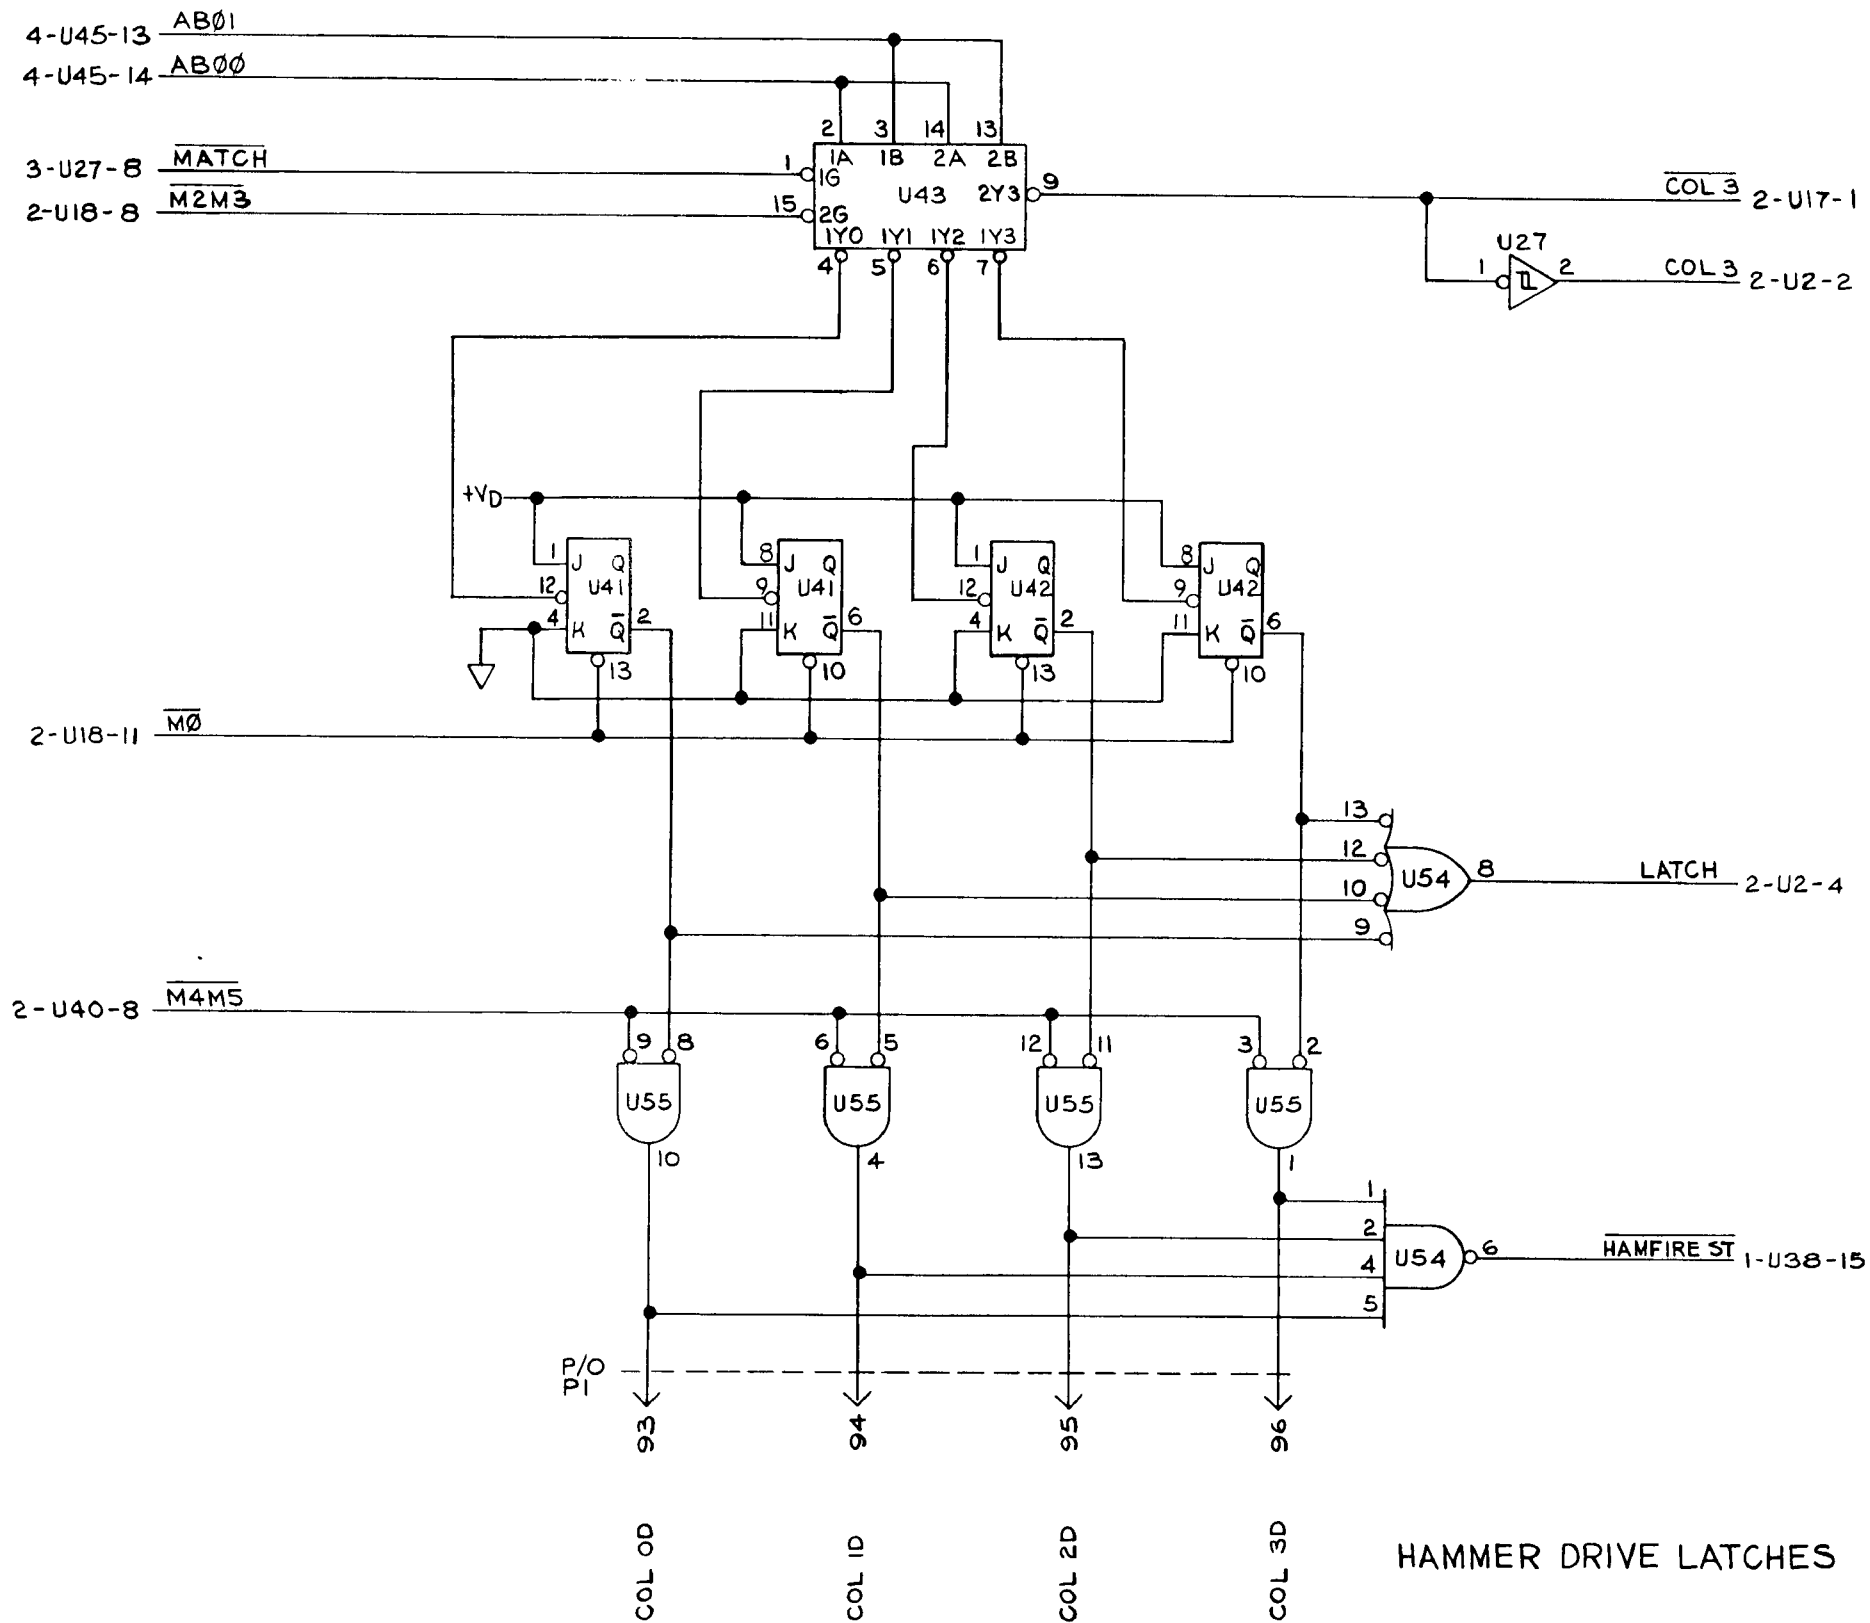 4-U45-13 ABØ1
4-U45-14 ABØØ
2 3 14 13
3-U27-8 MATCH 1 1A 1B 2A 2B
1G
U43 2Y3 9 COL 3 2-U17-1
2-U18-8 M2M3 15 2G
1Y0 1Y1 1Y2 1Y3
4 5 6 7
U27
1 2 COL 3 2-U2-2
+VD
1 J Q 8 J Q 1 J Q 8 J Q
12 U41 9 U41 12 U42 9 U42
4 K Q 2 11 K Q 6 4 K Q 2 11 K Q 6
13 10 13 10
2-U18-11 MØ
13
12
U54 8 LATCH 2-U2-4
10
9
2-U40-8 M4M5
9 8 6 5 12 11 3 2
U55 U55 U55 U55
10 4 13 1
1
2
U54 6 HAMFIRE ST 1-U38-15
4
5
P/O
P1
93 94 95 96
COL 0D COL 1D COL 2D COL 3D
HAMMER DRIVE LATCHES